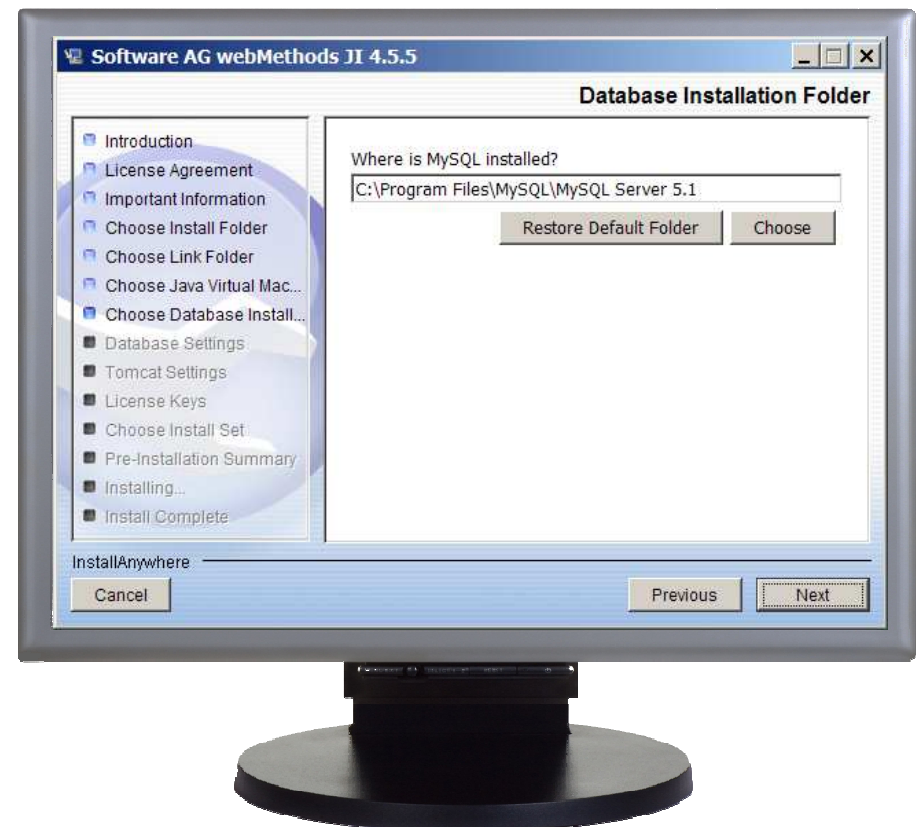 Software AG webMethods JI 4.5.5
Database Installation Folder
Introduction
License Agreement
Important Information
Choose Install Folder
Choose Link Folder
Choose Java Virtual Mac...
Choose Database Install...
Database Settings
Tomcat Settings
License Keys
Choose Install Set
Pre-Installation Summary
Installing...
Install Complete
Where is MySQL installed?
C:\Program Files\MySQL\MySQL Server 5.1
Restore Default Folder
Choose
InstallAnywhere
Cancel
Previous
Next